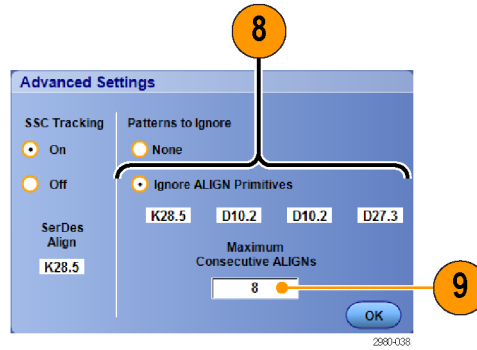 8
Advanced Settings
SSC Tracking
On
Off
SerDes
Align
K28.5
Patterns to Ignore
None
Ignore ALIGN Primitives
K28.5 D10.2 D10.2 D27.3
Maximum
Consecutive ALIGNs
8
9
OK
2980-038